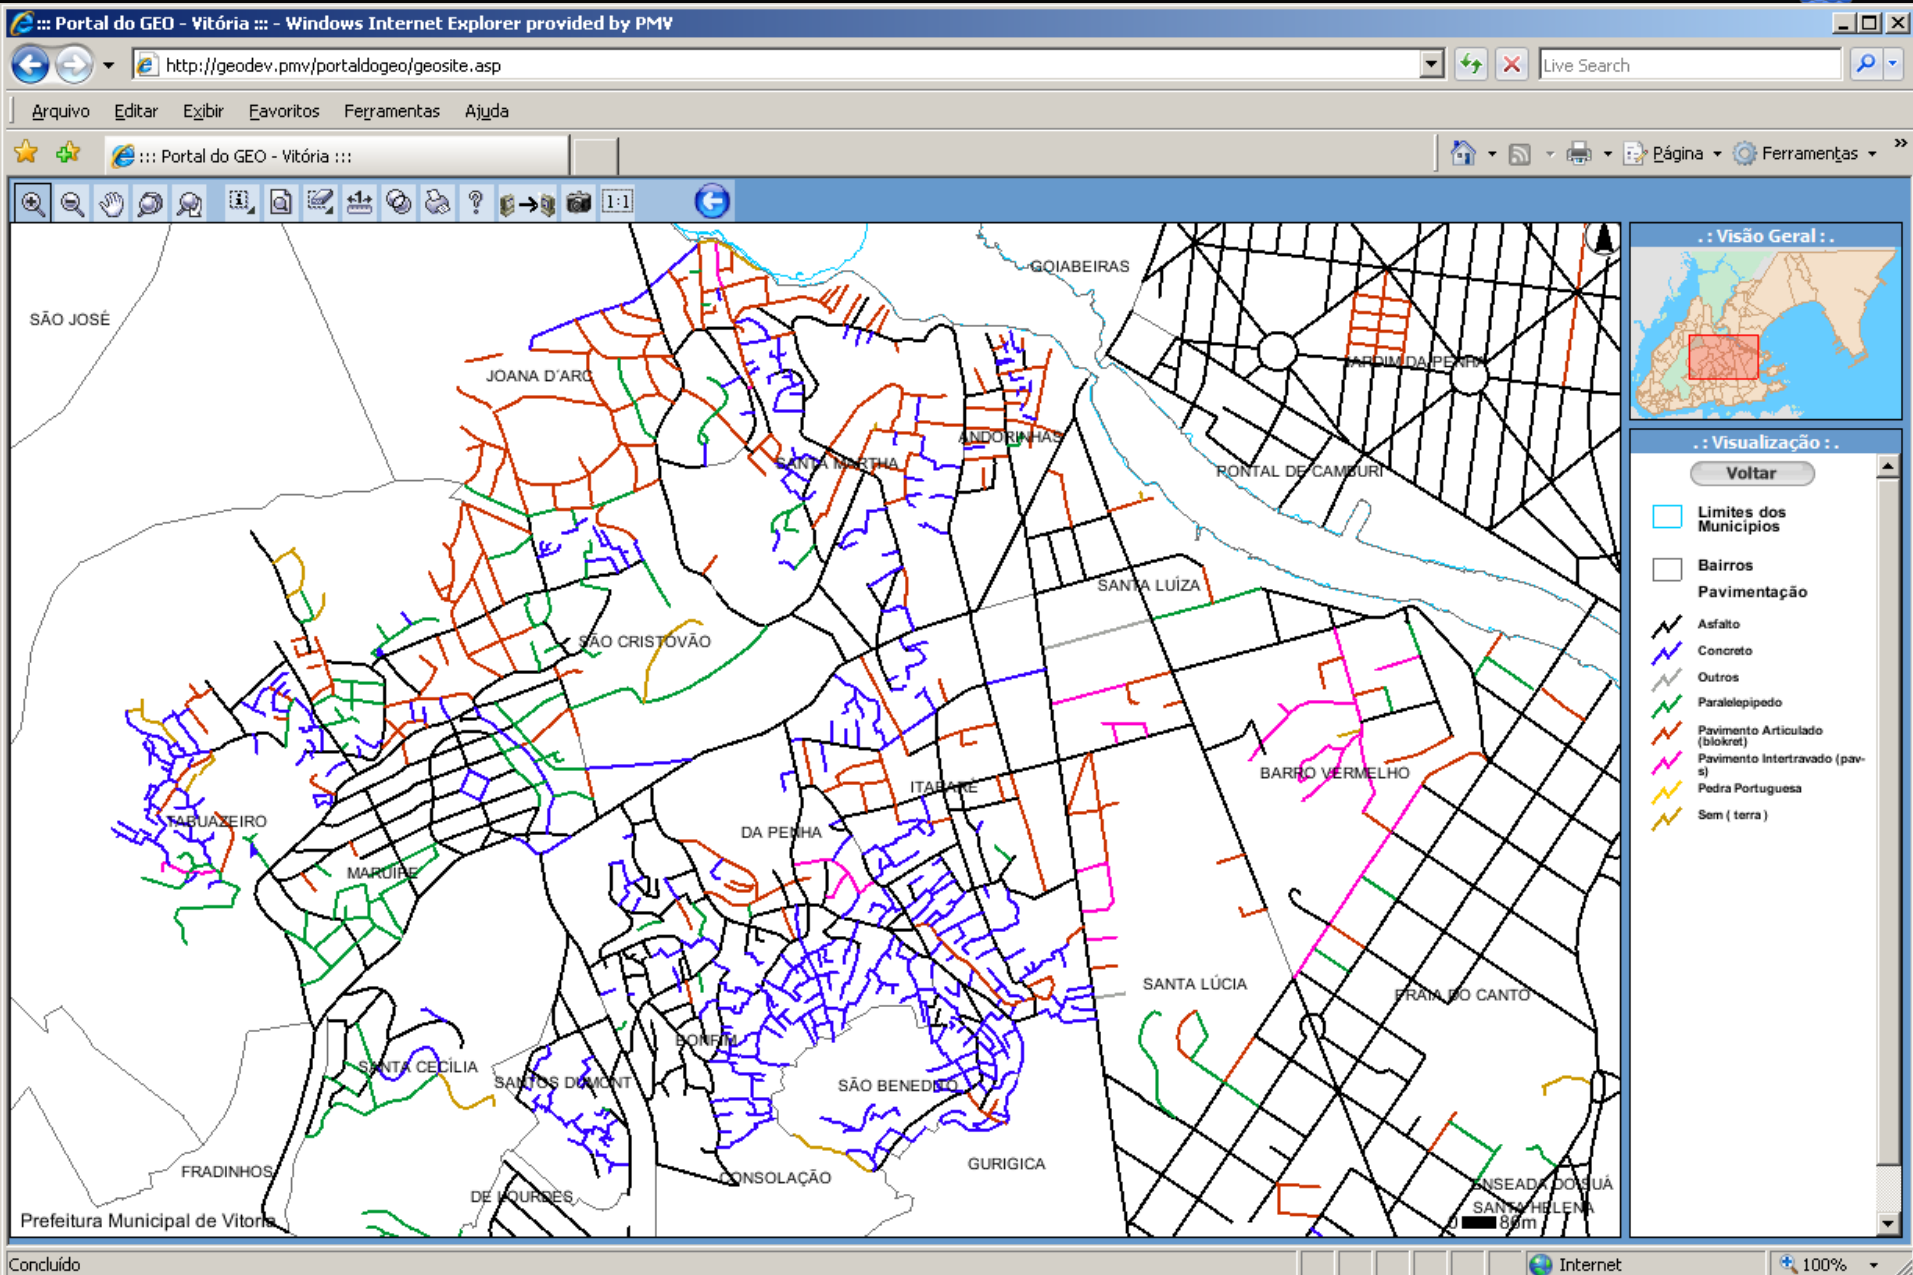 ::: Portal do GEO - Vitória ::: - Windows Internet Explorer provided by PMV
http://geodev.pmv/portaldogeo/geosite.asp
Live Search
Arquivo Editar Exibir Favoritos Ferramentas Ajuda
::: Portal do GEO - Vitória :::
Página Ferramentas »
1:1
.: Visão Geral :.
GOIABEIRAS
SÃO JOSÉ
JARDIM DA PENHA
JOANA D´ARC
ANDORINHAS
SANTA MARTHA
PONTAL DE CAMBURI
SANTA LUÍZA
SÃO CRISTOVÃO
BARRO VERMELHO
ITARARÉ
TABUAZEIRO
DA PENHA
MARUÍPE
SANTA LÚCIA
PRAIA DO CANTO
BONFIM
SANTA CECÍLIA
SANTOS DUMONT
SÃO BENEDITO
GURIGICA
FRADINHOS
CONSOLAÇÃO
ENSEADA DO SUÁ
DE LOURDES
SANTA HELENA
Prefeitura Municipal de Vitoria
0 86m
.: Visualização :.
Voltar
Limites dos
Municípios
Bairros
Pavimentação
Asfalto
Concreto
Outros
Paralelepipedo
Pavimento Articulado
(blokret)
Pavimento Intertravado (pav-
s)
Pedra Portuguesa
Sem ( terra )
Concluído
Internet
100%